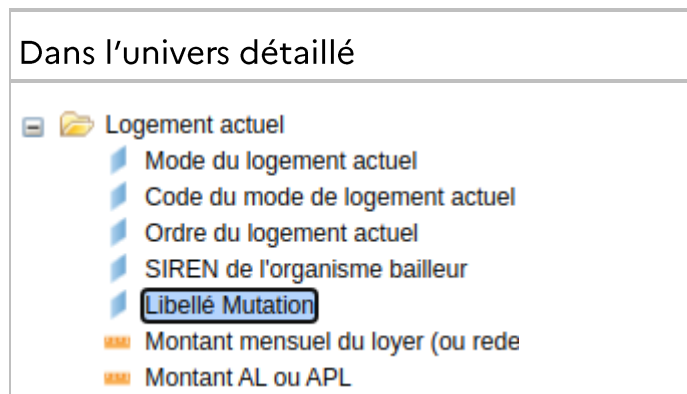 Dans l’univers détaillé
Logement actuel
Mode du logement actuel
Code du mode de logement actuel
Ordre du logement actuel
SIREN de l'organisme bailleur
Libellé Mutation
Montant mensuel du loyer (ou rede
Montant AL ou APL